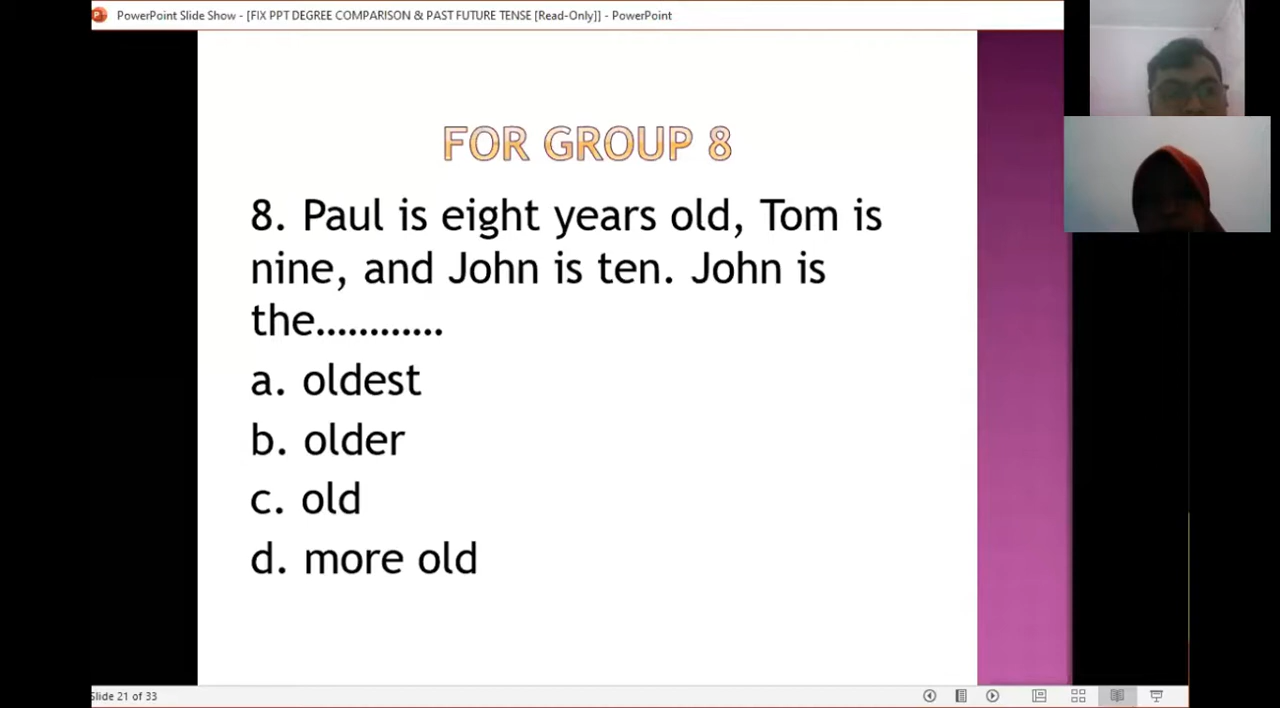 PowerPoint Slide Show - [FIX PPT DEGREE COMPARISON & PAST FUTURE TENSE [Read-Only]] - PowerPoint
FOR GROUP 8
8. Paul is eight years old, Tom is
nine, and John is ten. John is
the............
a. oldest
b. older
c. old
d. more old
Slide 21 of 33